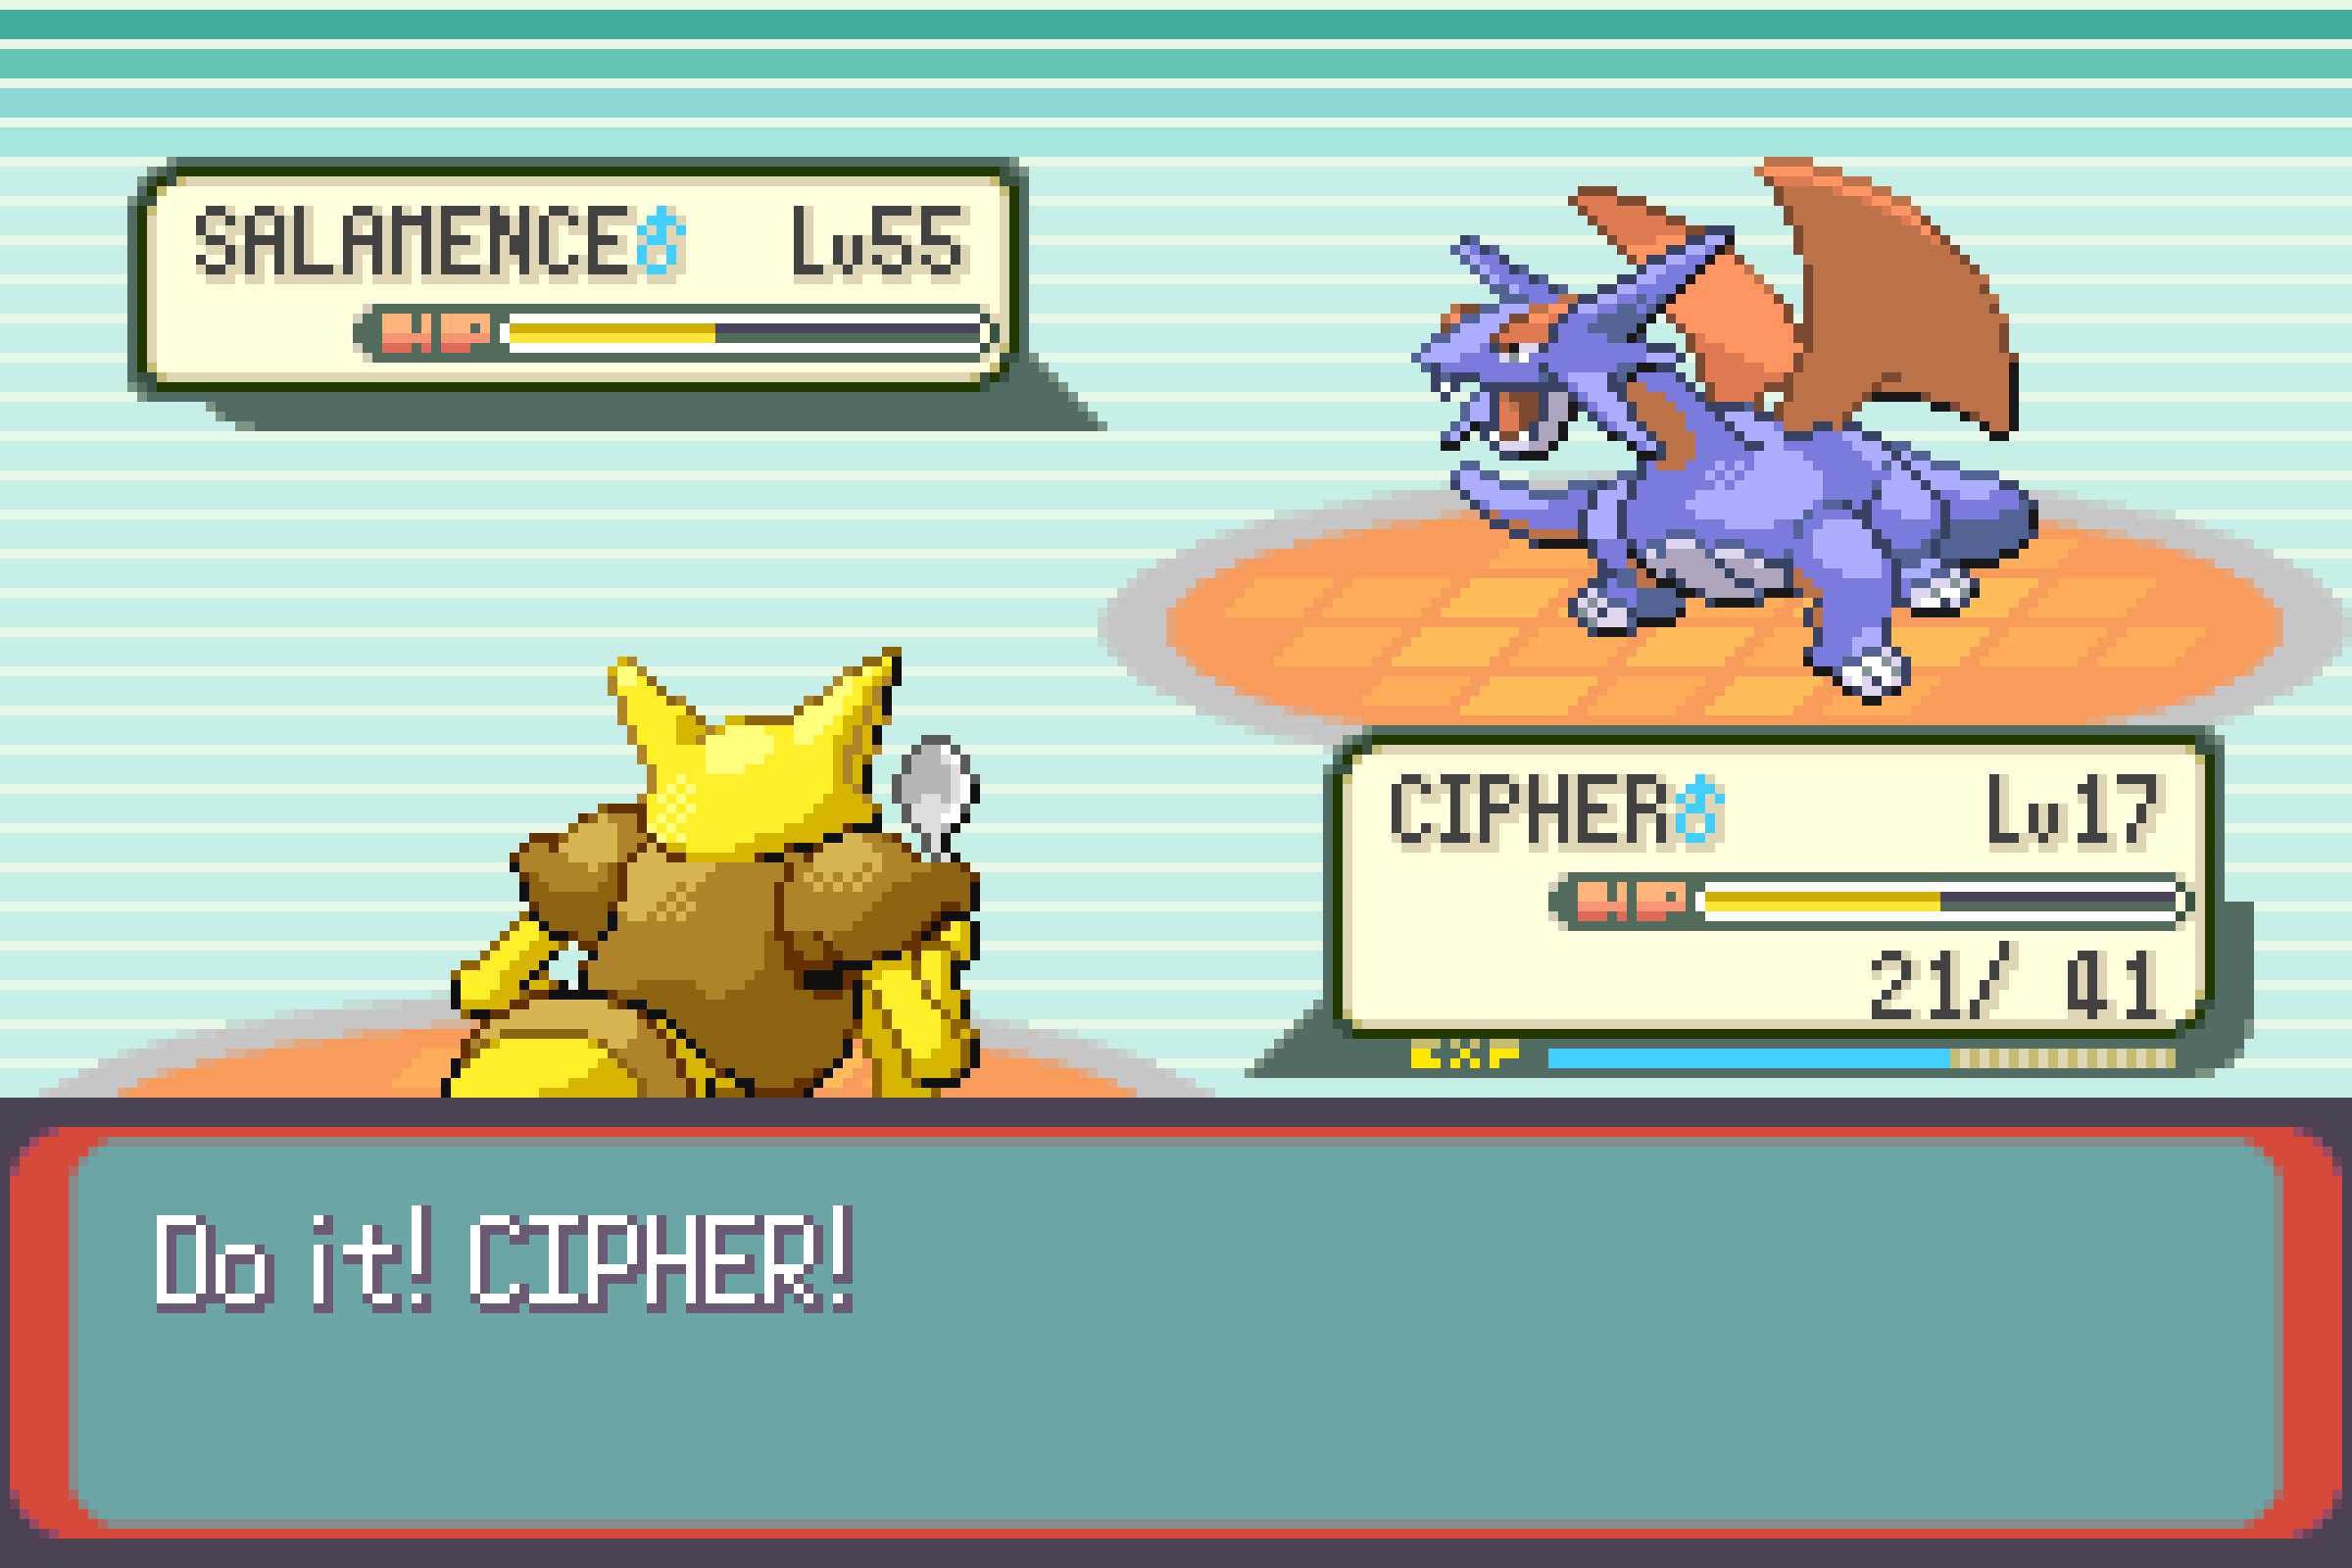 SALAMENCE♂ Lv55
HP
CIPHER♂ Lv17
HP
21/ 41
EXP
Do it! CIPHER!